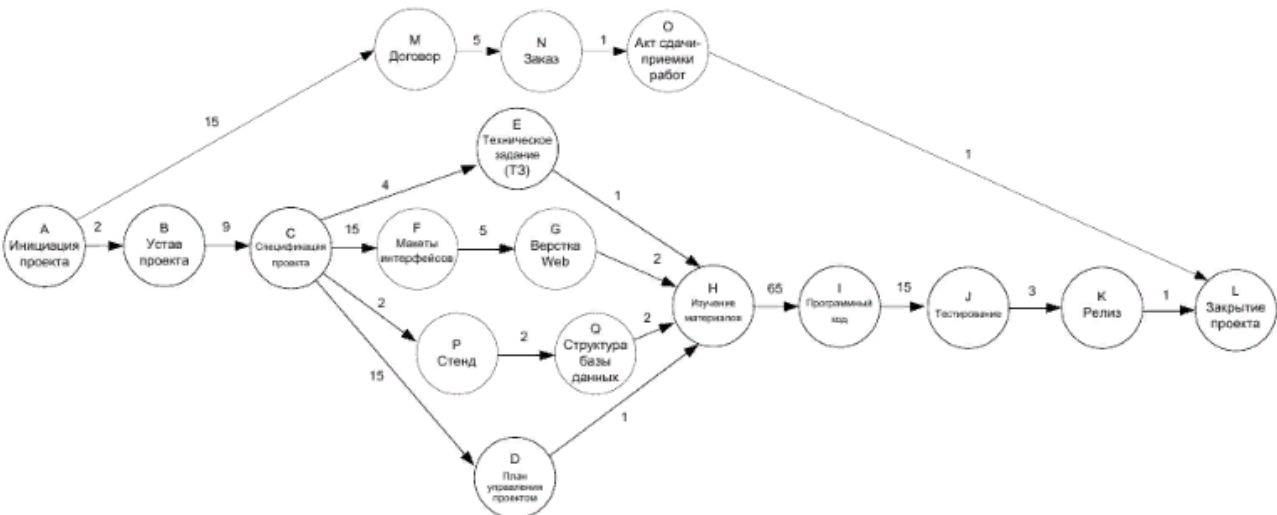 M
Договор
5
N
Заказ
1
O
Акт сдачи-
приемки
работ
15
1
E
Техническое
задание
(ТЗ)
4
1
A
Инициация
проекта
2
B
Устав
проекта
9
C
Спецификация
проекта
15
F
Макеты
интерфейсов
5
G
Верстка
Web
2
H
Изучение
материалов
65
I
Программный
код
15
J
Тестирование
3
K
Релиз
1
L
Закрытие
проекта
2
P
Стенд
2
Q
Структура
базы
данных
2
15
1
D
План
управления
проектом